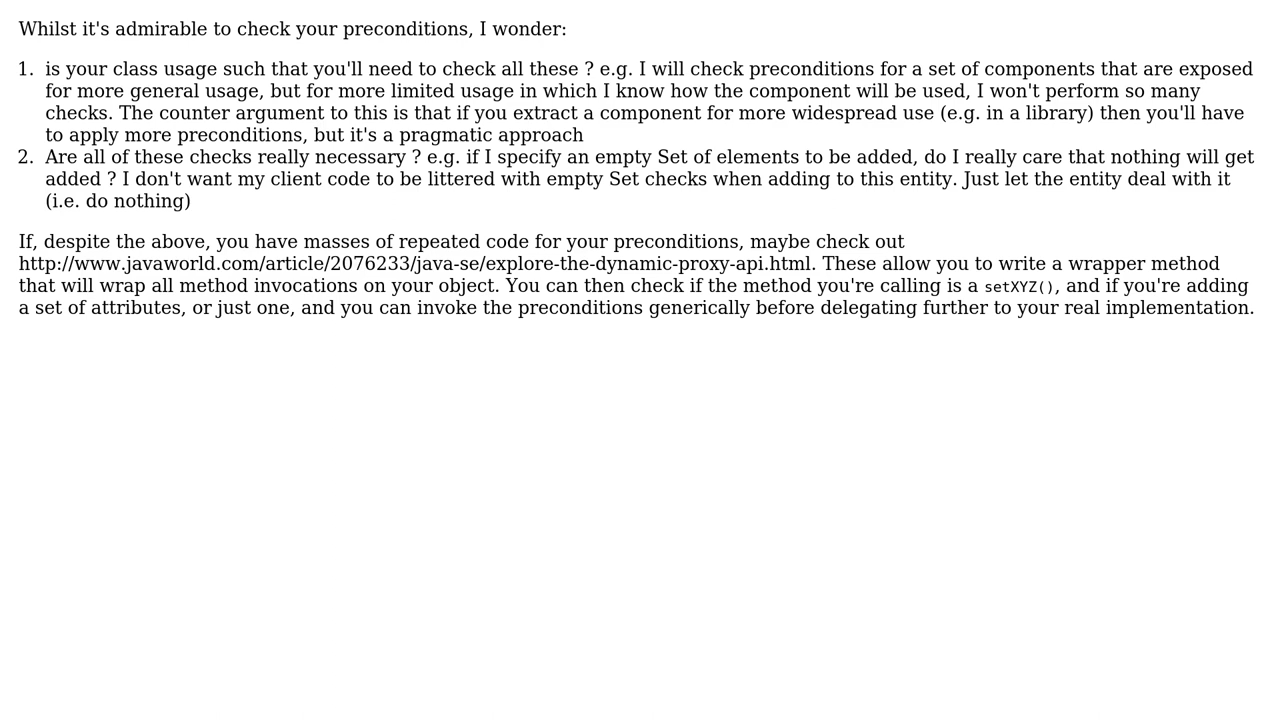 Whilst it's admirable to check your preconditions, I wonder:
1. is your class usage such that you'll need to check all these ? e.g. I will check preconditions for a set of components that are exposed
for more general usage, but for more limited usage in which I know how the component will be used, I won't perform so many
checks. The counter argument to this is that if you extract a component for more widespread use (e.g. in a library) then you'll have
to apply more preconditions, but it's a pragmatic approach
2. Are all of these checks really necessary ? e.g. if I specify an empty Set of elements to be added, do I really care that nothing will get
added ? I don't want my client code to be littered with empty Set checks when adding to this entity. Just let the entity deal with it
(i.e. do nothing)
If, despite the above, you have masses of repeated code for your preconditions, maybe check out
http://www.javaworld.com/article/2076233/java-se/explore-the-dynamic-proxy-api.html. These allow you to write a wrapper method
that will wrap all method invocations on your object. You can then check if the method you're calling is a setXYZ(), and if you're adding
a set of attributes, or just one, and you can invoke the preconditions generically before delegating further to your real implementation.